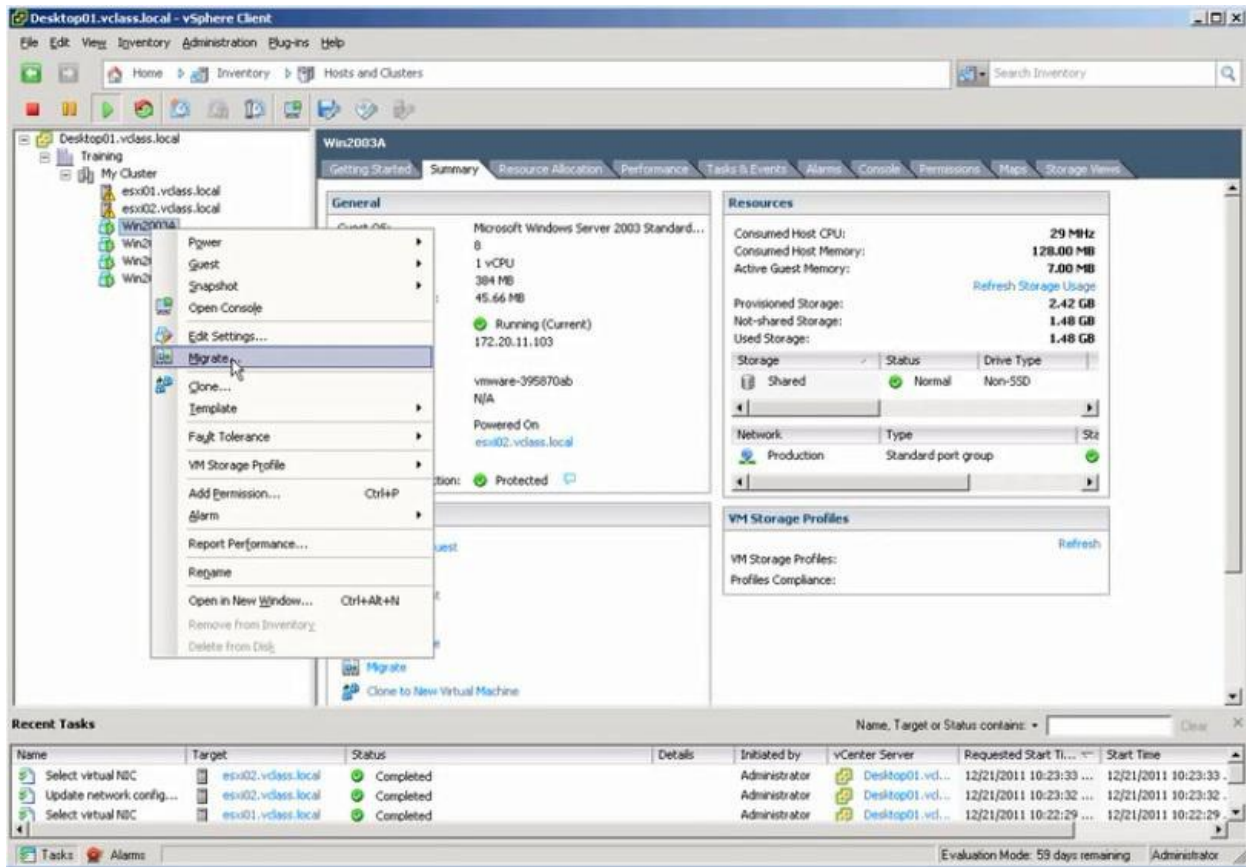 Desktop01.vclass.local - vSphere Client
File Edit View Inventory Administration Plug-ins Help
Home Inventory Hosts and Clusters
Search Inventory
Desktop01.vclass.local
Training
My Cluster
esxi01.vclass.local
esxi02.vclass.local
Win2003A
Win2
Win2
Win2
Power
Guest
Snapshot
Open Console
Edit Settings...
Migrate...
Clone...
Template
Fault Tolerance
VM Storage Profile
Add Permission... Ctrl+P
Alarm
Report Performance...
Rename
Open in New Window... Ctrl+Alt+N
Remove from Inventory
Delete from Disk
Win2003A
Getting Started Summary Resource Allocation Performance Tasks & Events Alarms Console Permissions Maps Storage Views
General
Guest OS: Microsoft Windows Server 2003 Standard...
8
1 vCPU
384 MB
45.66 MB
Running (Current)
172.20.11.103
vmware-395870ab
N/A
Powered On
esxi02.vclass.local
ction: Protected
uest
Migrate
Clone to New Virtual Machine
Resources
Consumed Host CPU: 29 MHz
Consumed Host Memory: 128.00 MB
Active Guest Memory: 7.00 MB
Refresh Storage Usage
Provisioned Storage: 2.42 GB
Not-shared Storage: 1.48 GB
Used Storage: 1.48 GB
Storage Status Drive Type
Shared Normal Non-SSD
Network Type Sta
Production Standard port group
VM Storage Profiles
Refresh
VM Storage Profiles:
Profiles Compliance:
Recent Tasks
Name, Target or Status contains: Clear
Name Target Status Details Initiated by vCenter Server Requested Start Ti... Start Time
Select virtual NIC esxi02.vclass.local Completed Administrator Desktop01.vcl... 12/21/2011 10:23:33 ... 12/21/2011 10:23:33 .
Update network config... esxi02.vclass.local Completed Administrator Desktop01.vcl... 12/21/2011 10:23:32 ... 12/21/2011 10:23:32 .
Select virtual NIC esxi01.vclass.local Completed Administrator Desktop01.vcl... 12/21/2011 10:22:29 ... 12/21/2011 10:22:29 .
Tasks Alarms
Evaluation Mode: 59 days remaining Administrator